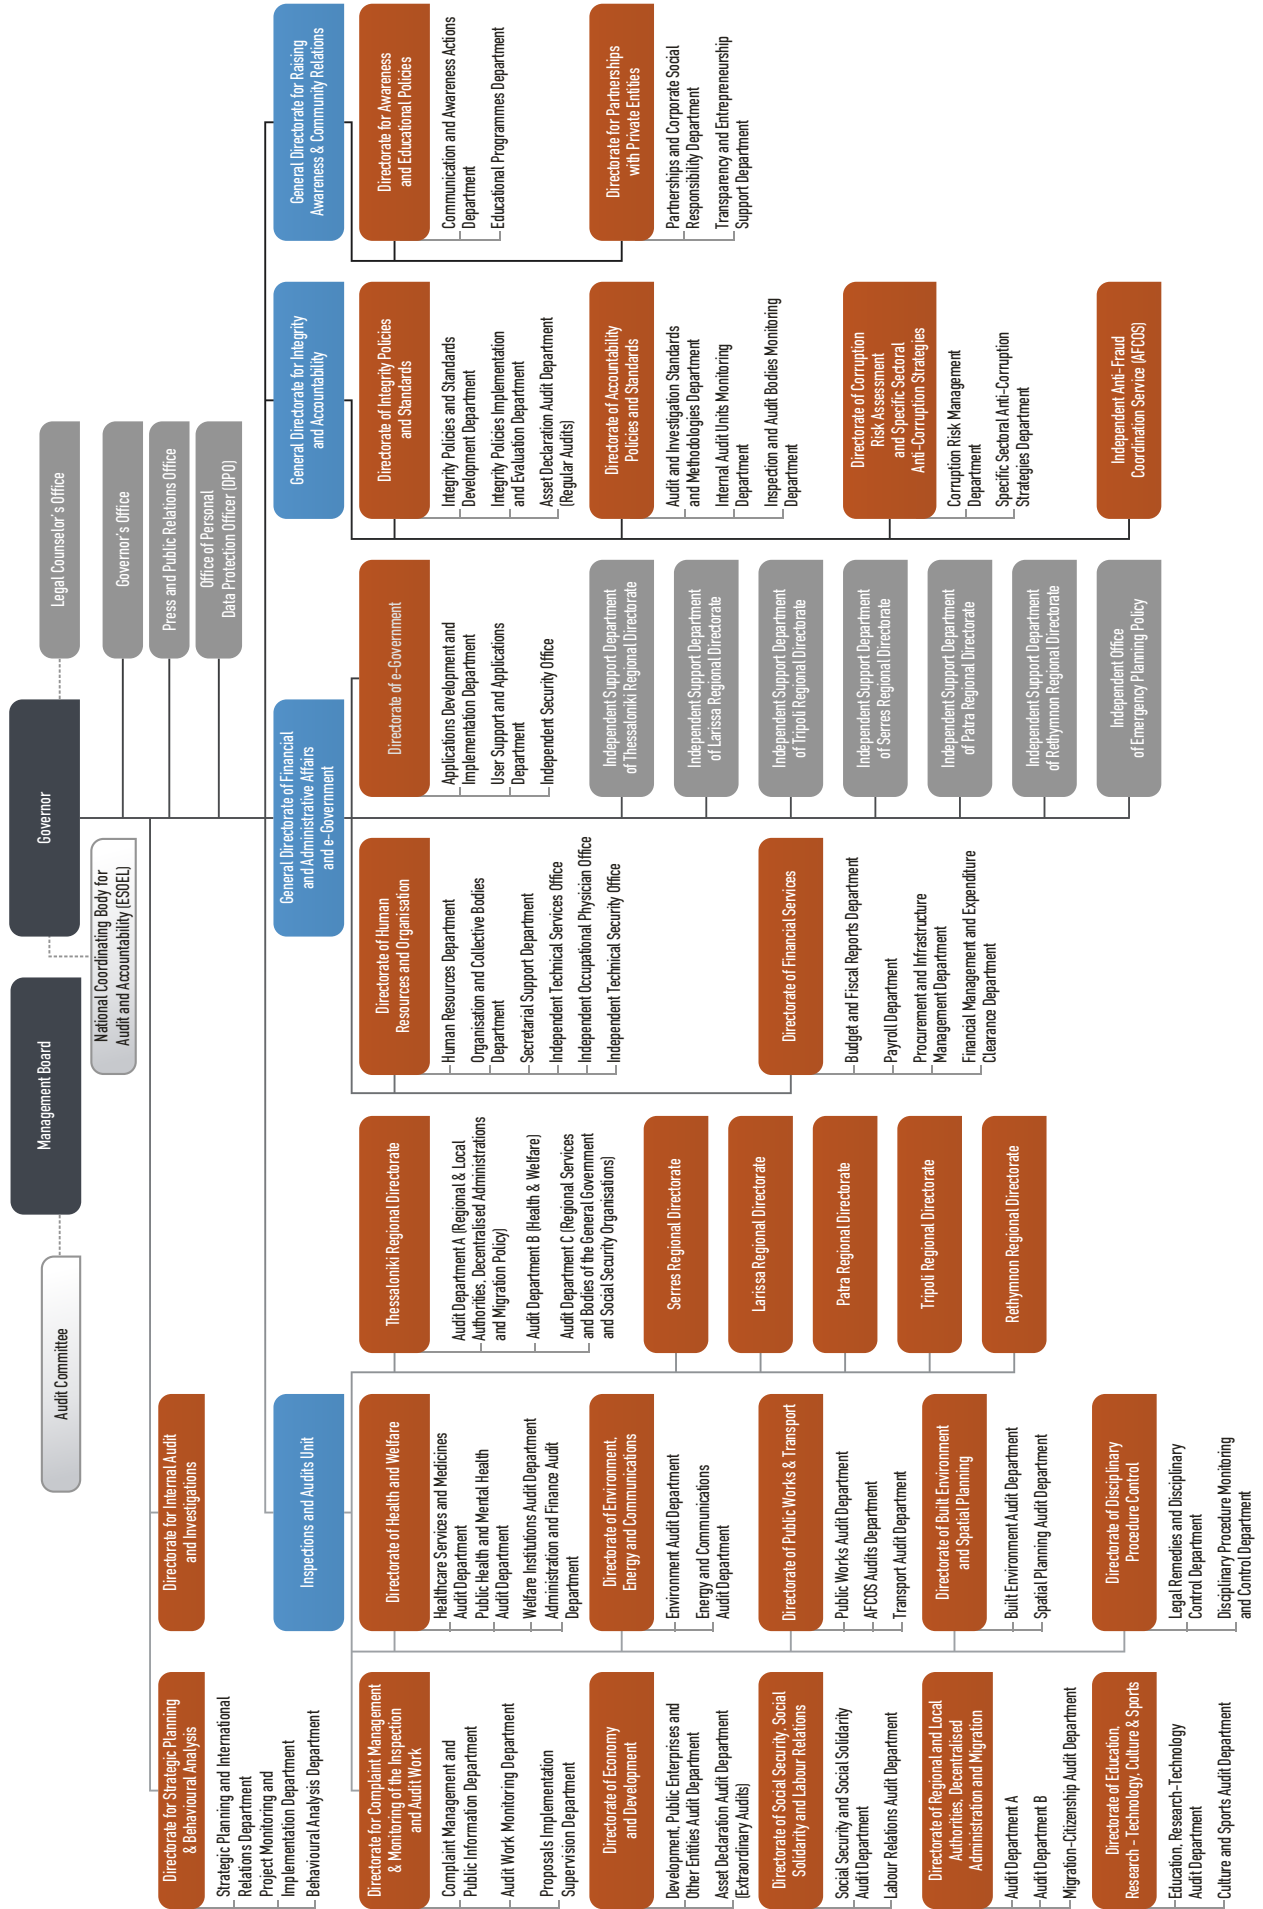 Audit Committee
Management Board
Governor
National Coordinating Body for
Audit and Accountability (ESOEL)
Legal Counselor's Office
Governor's Office
Press and Public Relations Office
Office of Personal
Data Protection Officer (DPO)
Directorate for Strategic Planning
& Behavioural Analysis
Strategic Planning and International
Relations Department
Project Monitoring and
Implementation Department
Behavioural Analysis Department
Directorate for Internal Audit
and Investigations
Inspections and Audits Unit
General Directorate of Financial
and Administrative Affairs
and e-Government
General Directorate for Integrity
and Accountability
General Directorate for Raising
Awareness & Community Relations
Directorate for Complaint Management
& Monitoring of the Inspection
and Audit Work
Complaint Management and
Public Information Department
Audit Work Monitoring Department
Proposals Implementation
Supervision Department
Directorate of Economy
and Development
Development, Public Enterprises and
Other Entities Audit Department
Asset Declaration Audit Department
(Extraordinary Audits)
Directorate of Social Security, Social
Solidarity and Labour Relations
Social Security and Social Solidarity
Audit Department
Labour Relations Audit Department
Directorate of Regional and Local
Authorities, Decentralised
Administration and Migration
Audit Department A
Audit Department B
Migration-Citizenship Audit Department
Directorate of Education,
Research - Technology, Culture & Sports
Education, Research-Technology
Audit Department
Culture and Sports Audit Department
Directorate of Health and Welfare
Healthcare Services and Medicines
Audit Department
Public Health and Mental Health
Audit Department
Welfare Institutions Audit Department
Administration and Finance Audit
Department
Directorate of Environment,
Energy and Communications
Environment Audit Department
Energy and Communications
Audit Department
Directorate of Public Works & Transport
Public Works Audit Department
AFCOS Audits Department
Transport Audit Department
Directorate of Built Environment
and Spatial Planning
Built Environment Audit Department
Spatial Planning Audit Department
Directorate of Disciplinary
Procedure Control
Legal Remedies and Disciplinary
Control Department
Disciplinary Procedure Monitoring
and Control Department
Thessaloniki Regional Directorate
Audit Department A (Regional & Local
Authorities, Decentralised Administrations
and Migration Policy)
Audit Department B (Health & Welfare)
Audit Department C (Regional Services
and Bodies of the General Government
and Social Security Organisations)
Serres Regional Directorate
Larissa Regional Directorate
Patra Regional Directorate
Tripoli Regional Directorate
Rethymnon Regional Directorate
Directorate of Human
Resources and Organisation
Human Resources Department
Organisation and Collective Bodies
Department
Secretarial Support Department
Independent Technical Services Office
Independent Occupational Physician Office
Independent Technical Security Office
Directorate of Financial Services
Budget and Fiscal Reports Department
Payroll Department
Procurement and Infrastructure
Management Department
Financial Management and Expenditure
Clearance Department
Directorate of e-Government
Applications Development and
Implementation Department
User Support and Applications
Department
Independent Security Office
Independent Support Department
of Thessaloniki Regional Directorate
Independent Support Department
of Larissa Regional Directorate
Independent Support Department
of Tripoli Regional Directorate
Independent Support Department
of Serres Regional Directorate
Independent Support Department
of Patra Regional Directorate
Independent Support Department
of Rethymnon Regional Directorate
Independent Office
of Emergency Planning Policy
Directorate of Integrity Policies
and Standards
Integrity Policies and Standards
Development Department
Integrity Policies Implementation
and Evaluation Department
Asset Declaration Audit Department
(Regular Audits)
Directorate of Accountability
Policies and Standards
Audit and Investigation Standards
and Methodologies Department
Internal Audit Units Monitoring
Department
Inspection and Audit Bodies Monitoring
Department
Directorate of Corruption
Risk Assessment
and Specific Sectoral
Anti-Corruption Strategies
Corruption Risk Management
Department
Specific Sectoral Anti-Corruption
Strategies Department
Independent Anti-Fraud
Coordination Service (AFCOS)
Directorate for Awareness
and Educational Policies
Communication and Awareness Actions
Department
Educational Programmes Department
Directorate for Partnerships
with Private Entities
Partnerships and Corporate Social
Responsibility Department
Transparency and Entrepreneurship
Support Department